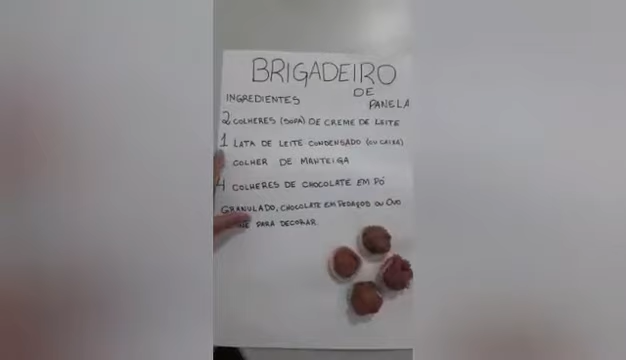 BRIGADEIRO
DE
PANELA
INGREDIENTES
2 COLHERES (SOPA) DE CREME DE LEITE
1 LATA DE LEITE CONDENSADO (OU CAIXA)
COLHER DE MANTEIGA
4 COLHERES DE CHOCOLATE EM PÓ
GRANULADO, CHOCOLATE EM PEDAÇOS OU OVO
PARA DECORAR.